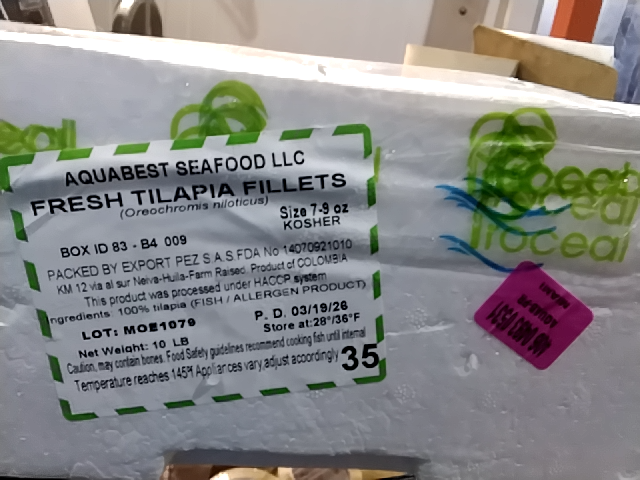 AQUABEST SEAFOOD LLC
FRESH TILAPIA FILLETS
(Oreochromis niloticus)
Size 7-9 oz
KOSHER
BOX ID 83 - B4 009
PACKED BY EXPORT PEZ S.A.S.FDA No 14070921010
KM 12 via al sur Neiva-Huila-Farm Raised. Product of COLOMBIA
This product was processed under HACCP system
Ingredients: 100% tilapia (FISH / ALLERGEN PRODUCT)
LOT: MOE1079
P. D. 03/19/26
Net Weight: 10 LB
Store at:28°/36°F
Caution, may contain bones. Food Safety guidelines recommend cooking fish until internal
Temperature reaches 145°f Appliances vary,adjust acoordingly
35
roceal
roceal